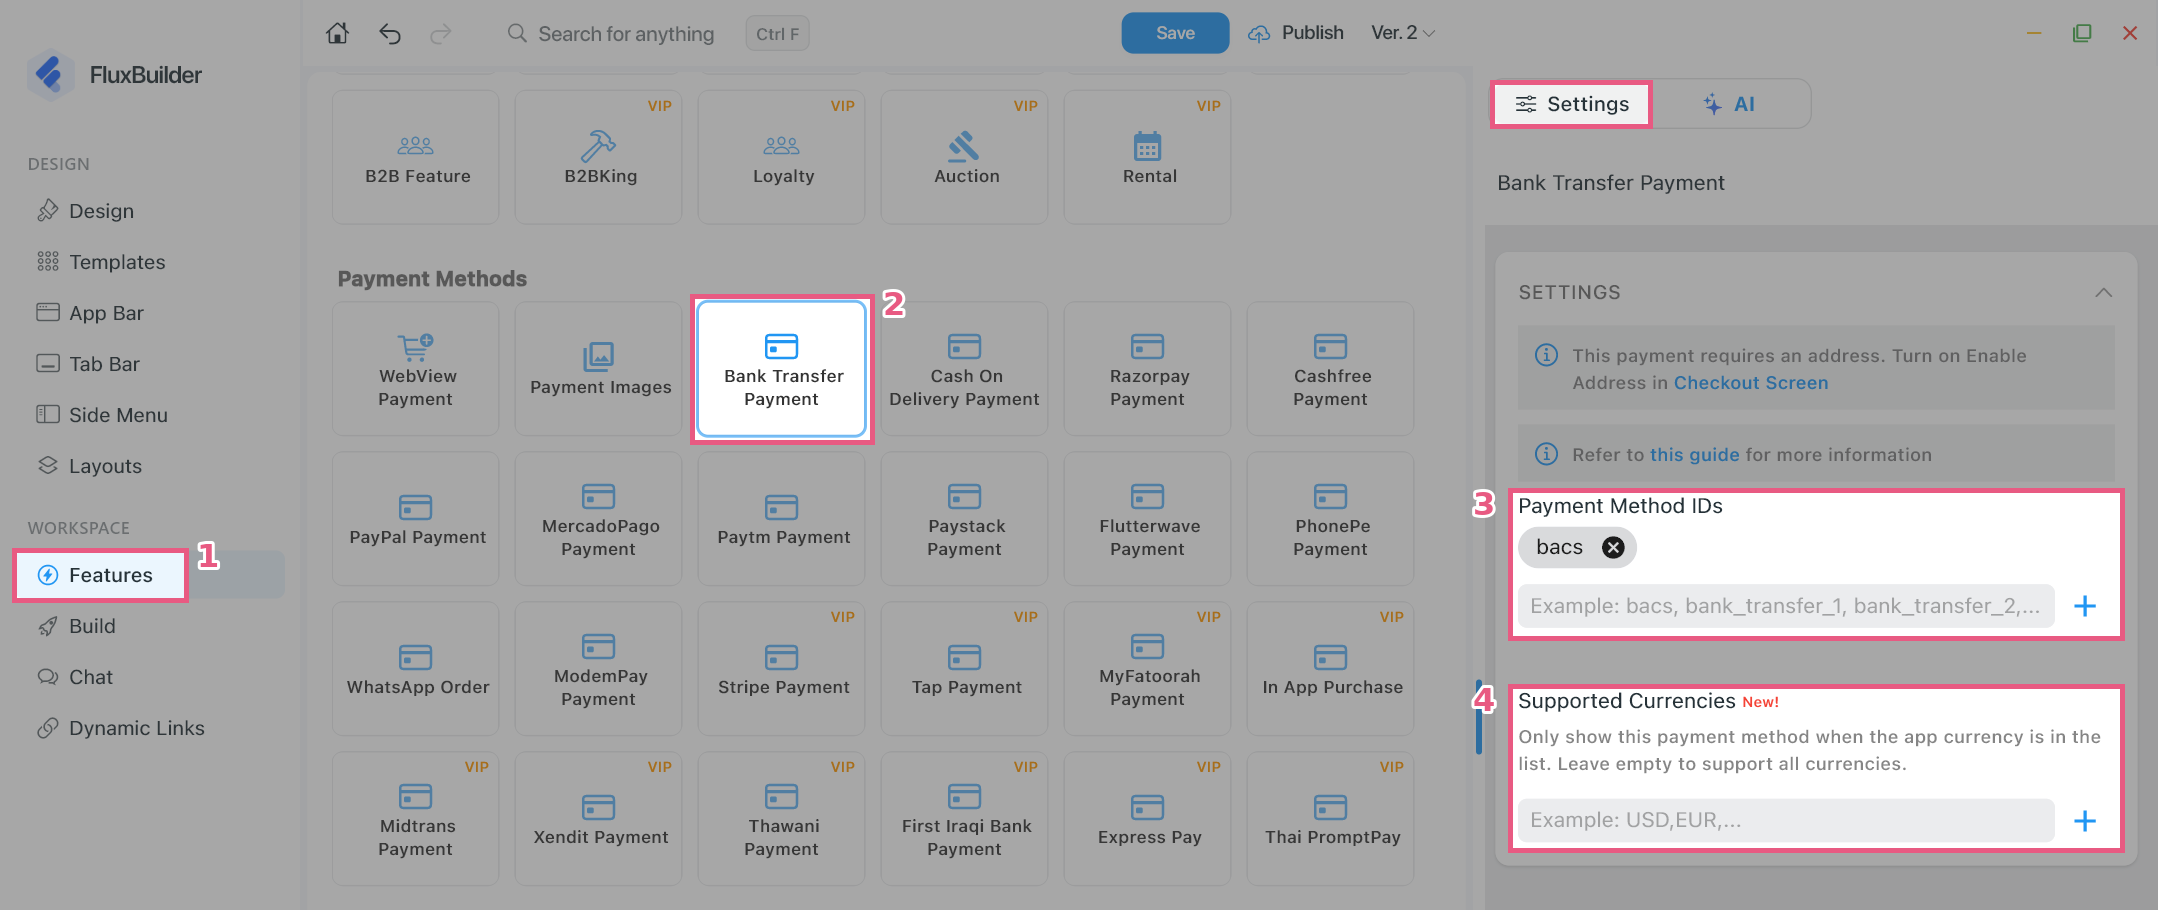 FluxBuilder
DESIGN
Design
Templates
App Bar
Tab Bar
Side Menu
Layouts
WORKSPACE
1
Features
Build
Chat
Dynamic Links
Search for anything
Ctrl F
Save
Publish
Ver. 2
B2B Feature
VIP
B2BKing
VIP
Loyalty
VIP
Auction
VIP
Rental
Payment Methods
2
WebView
Payment
Payment Images
Bank Transfer
Payment
Cash On
Delivery Payment
Razorpay
Payment
Cashfree
Payment
PayPal Payment
MercadoPago
Payment
Paytm Payment
Paystack
Payment
Flutterwave
Payment
PhonePe
Payment
WhatsApp Order
ModemPay
Payment
VIP
Stripe Payment
VIP
Tap Payment
VIP
MyFatoorah
Payment
VIP
In App Purchase
VIP
Midtrans
Payment
VIP
Xendit Payment
VIP
Thawani
Payment
VIP
First Iraqi Bank
Payment
VIP
Express Pay
VIP
Thai PromptPay
Settings
AI
Bank Transfer Payment
SETTINGS
This payment requires an address. Turn on Enable
Address in Checkout Screen
Refer to this guide for more information
3
Payment Method IDs
bacs
Example: bacs, bank_transfer_1, bank_transfer_2,...
4
Supported Currencies New!
Only show this payment method when the app currency is in the
list. Leave empty to support all currencies.
Example: USD,EUR,...